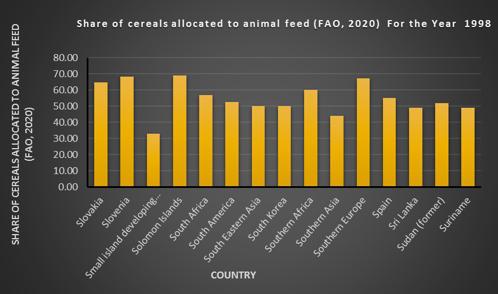 Share of cereals allocated to animal feed (FAO, 2020) For the Year 1998
SHARE OF CEREALS ALLOCATED TO ANIMAL FEED
(FAO, 2020)
80.00
70.00
60.00
50.00
40.00
30.00
20.00
10.00
0.00
Slovakia
Slovenia
Small island developing...
Solomon Islands
South Africa
South America
South Eastern Asia
South Korea
Southern Africa
Southern Asia
Southern Europe
Spain
Sri Lanka
Sudan (former)
Suriname
COUNTRY